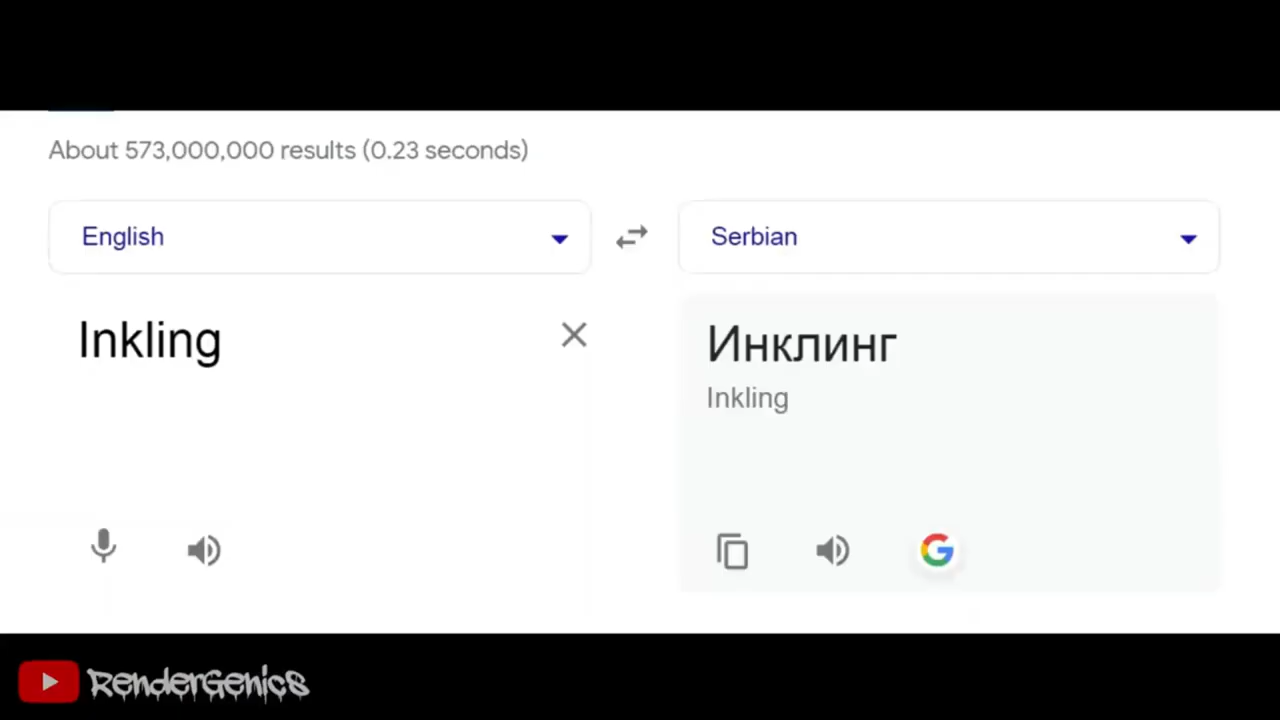 About 573,000,000 results (0.23 seconds)
English
Serbian
Inkling
Инклинг
Inkling
RenderGenics